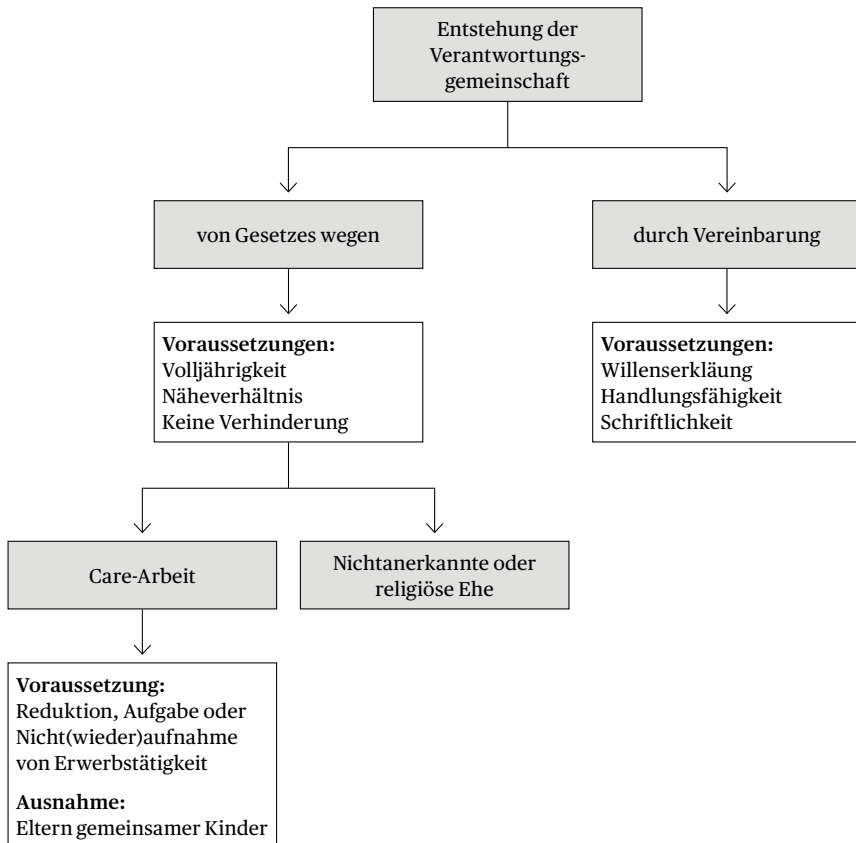 Entstehung der
Verantwortungs-
gemeinschaft
von Gesetzes wegen
durch Vereinbarung
Voraussetzungen:
Volljährigkeit
Näheverhältnis
Keine Verhinderung
Voraussetzungen:
Willenserkläung
Handlungsfähigkeit
Schriftlichkeit
Care-Arbeit
Nichtanerkannte oder
religiöse Ehe
Voraussetzung:
Reduktion, Aufgabe oder
Nicht(wieder)aufnahme
von Erwerbstätigkeit
Ausnahme:
Eltern gemeinsamer Kinder